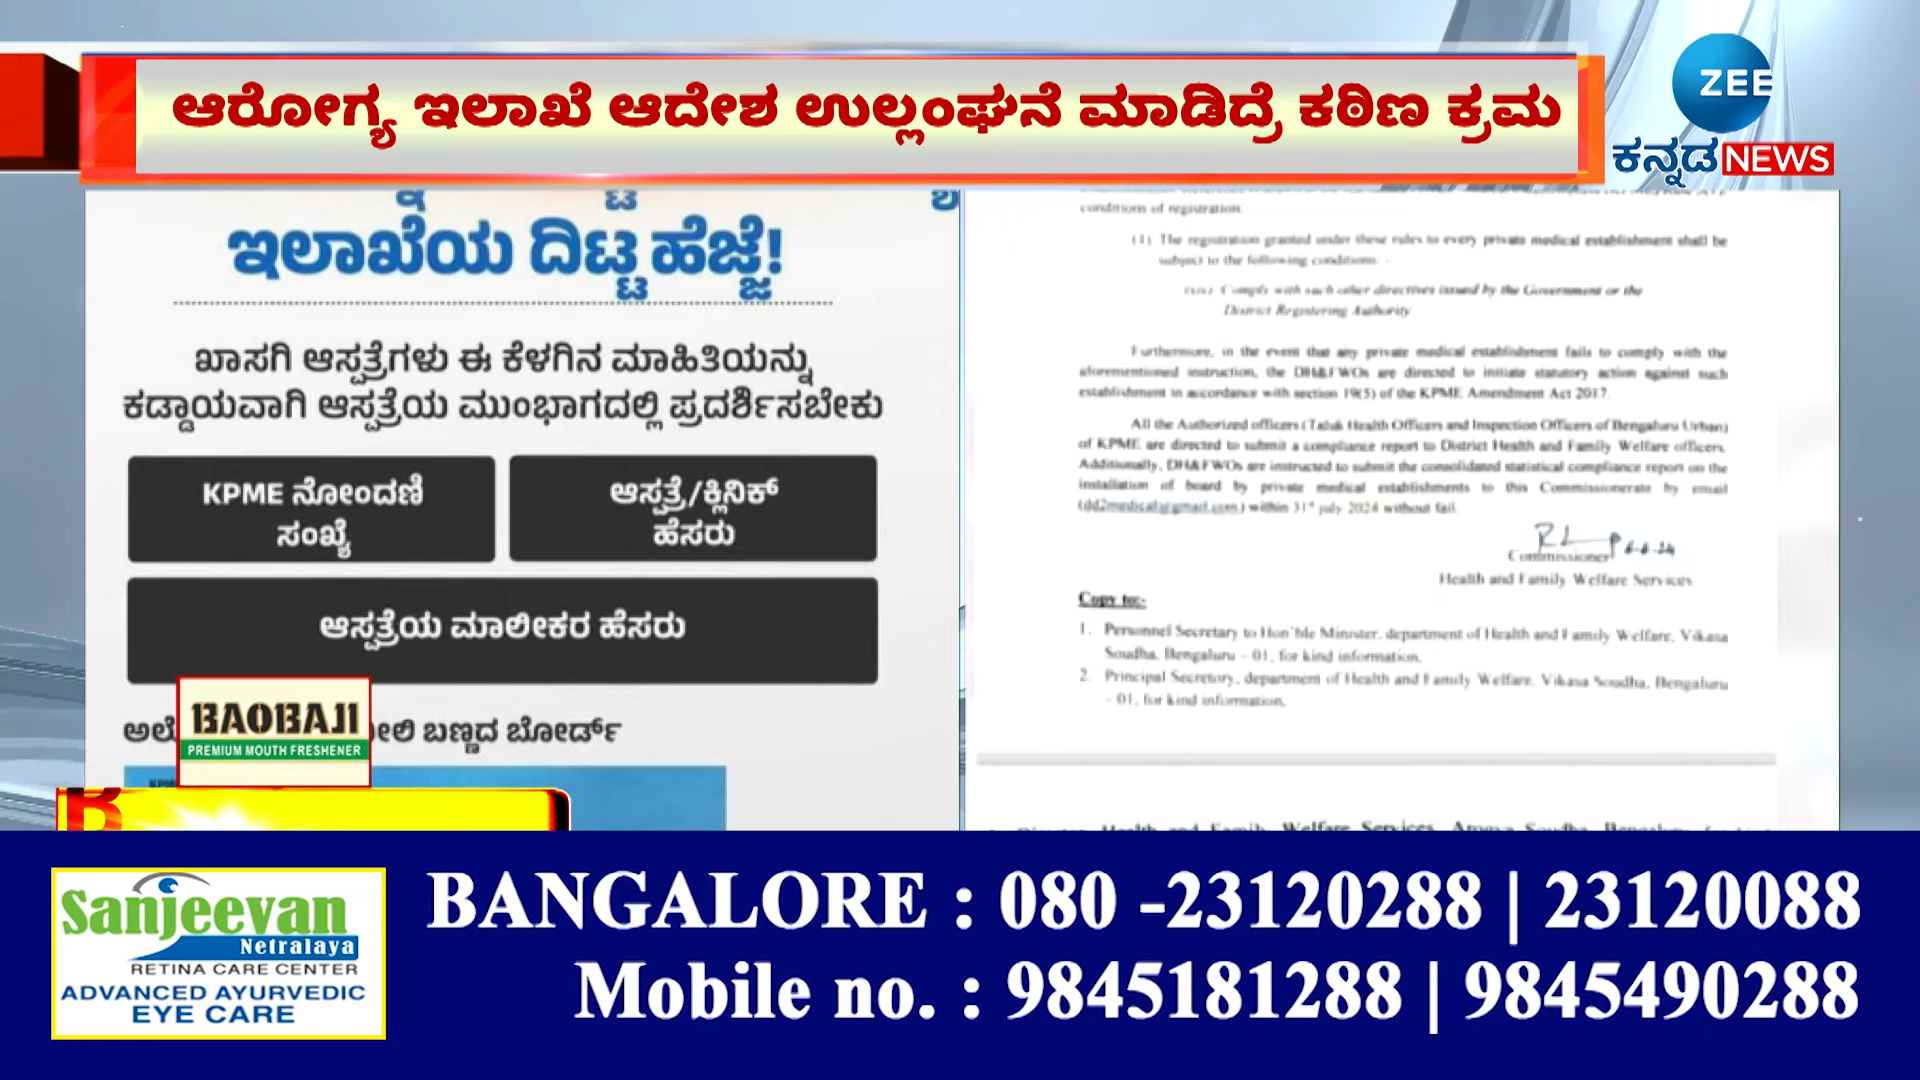 ಆರೋಗ್ಯ ಇಲಾಖೆ ಆದೇಶ ಉಲ್ಲಂಘನೆ ಮಾಡಿದ್ರೆ ಕಠಿಣ ಕ್ರಮ
ZEE
ಕನ್ನಡ NEWS
ಇಲಾಖೆಯ ದಿಟ್ಟ ಹೆಜ್ಜೆ!
ಖಾಸಗಿ ಆಸ್ಪತ್ರೆಗಳು ಈ ಕೆಳಗಿನ ಮಾಹಿತಿಯನ್ನು
ಕಡ್ಡಾಯವಾಗಿ ಆಸ್ಪತ್ರೆಯ ಮುಂಭಾಗದಲ್ಲಿ ಪ್ರದರ್ಶಿಸಬೇಕು
KPME ನೋಂದಣಿ
ಸಂಖ್ಯೆ
ಆಸ್ಪತ್ರೆ/ಕ್ಲಿನಿಕ್
ಹೆಸರು
ಆಸ್ಪತ್ರೆಯ ಮಾಲೀಕರ ಹೆಸರು
ಬಣ್ಣದ ಬೋರ್ಡ್
BAOBAJI
PREMIUM MOUTH FRESHENER
conditions of registration:
(1) The registration granted under these rules to every private medical establishment shall be
subject to the following conditions: -
Comply with such other directives issued by the Government or the
District Registering Authority
Furthermore, in the event that any private medical establishment fails to comply with the
aforementioned instruction, the DH&FWOs are directed to initiate statutory action against such
establishment in accordance with section 19(5) of the KPME Amendment Act 2017.
All the Authorized officers (Taluk Health Officers and Inspection Officers of Bengaluru Urban)
of KPME are directed to submit a compliance report to District Health and Family Welfare officers.
Additionally, DH&FWOs are instructed to submit the consolidated statistical compliance report on the
installation of board by private medical establishments to this Commissionerate by email
(dd2medical@gmail.com) within 31st july 2024 without fail.
Commissioner
Health and Family Welfare Services
Copy to:-
1. Personnel Secretary to Hon'ble Minister, department of Health and Family Welfare, Vikasa
Soudha, Bengaluru - 01, for kind information.
2. Principal Secretary, department of Health and Family Welfare, Vikasa Soudha, Bengaluru
- 01, for kind information.
Sanjeevan
Netralaya
RETINA CARE CENTER
ADVANCED AYURVEDIC
EYE CARE
BANGALORE : 080 -23120288 | 23120088
Mobile no. : 9845181288 | 9845490288